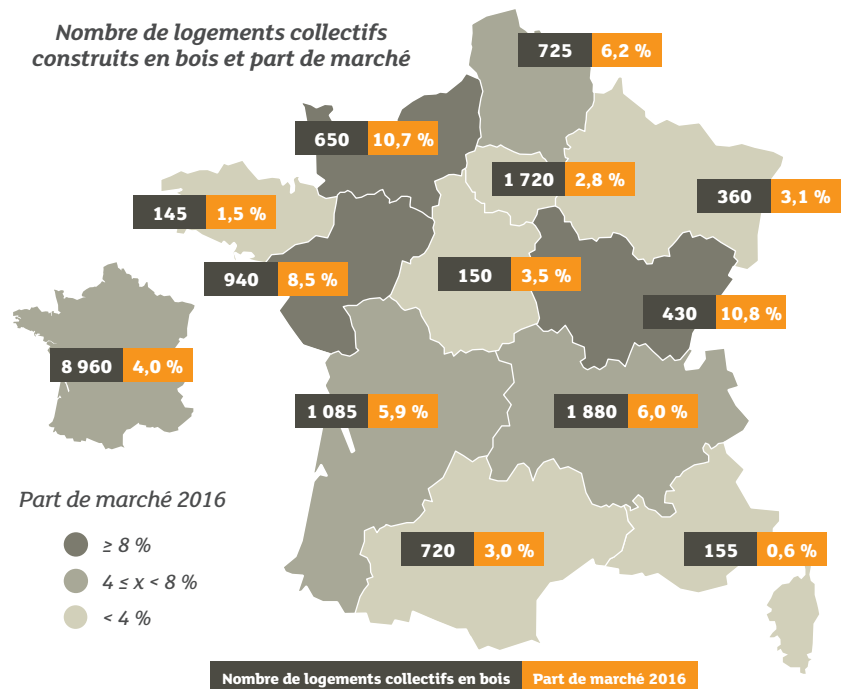 Nombre de logements collectifs
construits en bois et part de marché
725 6,2 %
650 10,7 %
1 720 2,8 %
360 3,1 %
145 1,5 %
940 8,5 %
150 3,5 %
430 10,8 %
8 960 4,0 %
1 085 5,9 %
1 880 6,0 %
Part de marché 2016
≥ 8 %
4 ≤ x < 8 %
< 4 %
720 3,0 %
155 0,6 %
Nombre de logements collectifs en bois Part de marché 2016